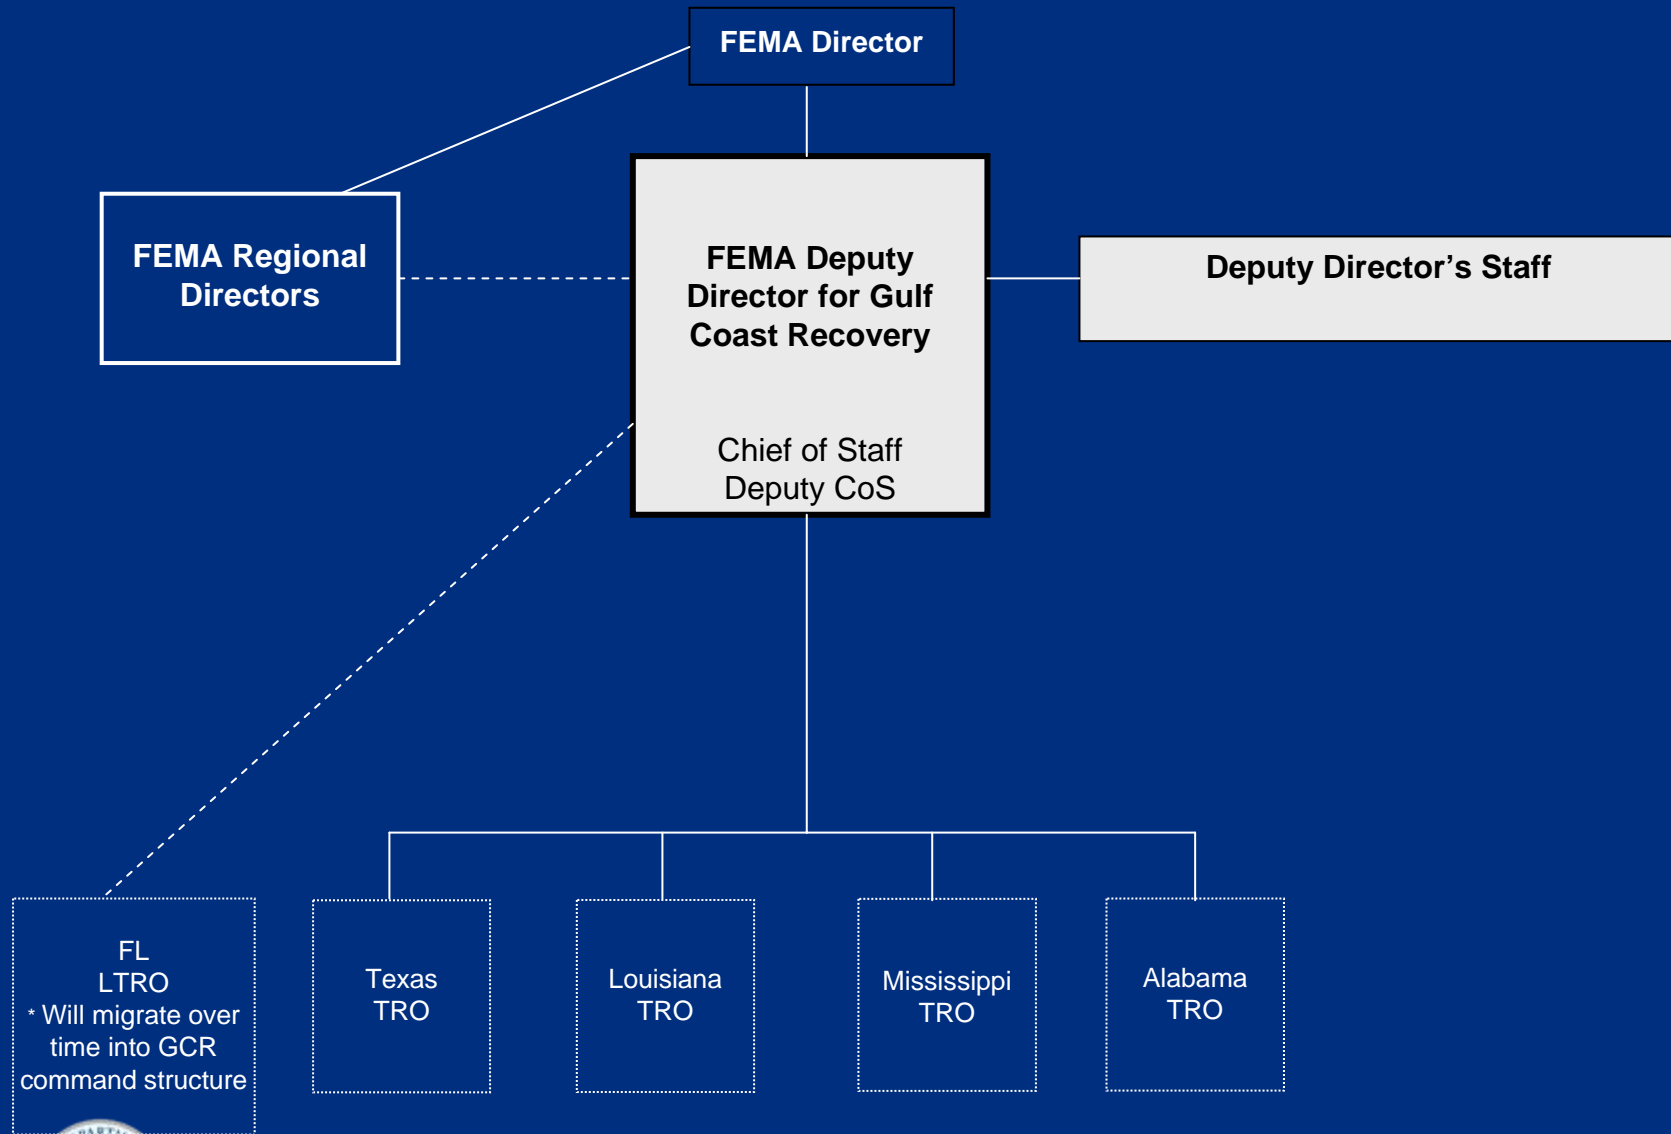 FEMA Director
FEMA Regional
Directors
FEMA Deputy
Director for Gulf
Coast Recovery
Chief of Staff
Deputy CoS
Deputy Director’s Staff
FL
LTRO
* Will migrate over
time into GCR
command structure
Texas
TRO
Louisiana
TRO
Mississippi
TRO
Alabama
TRO